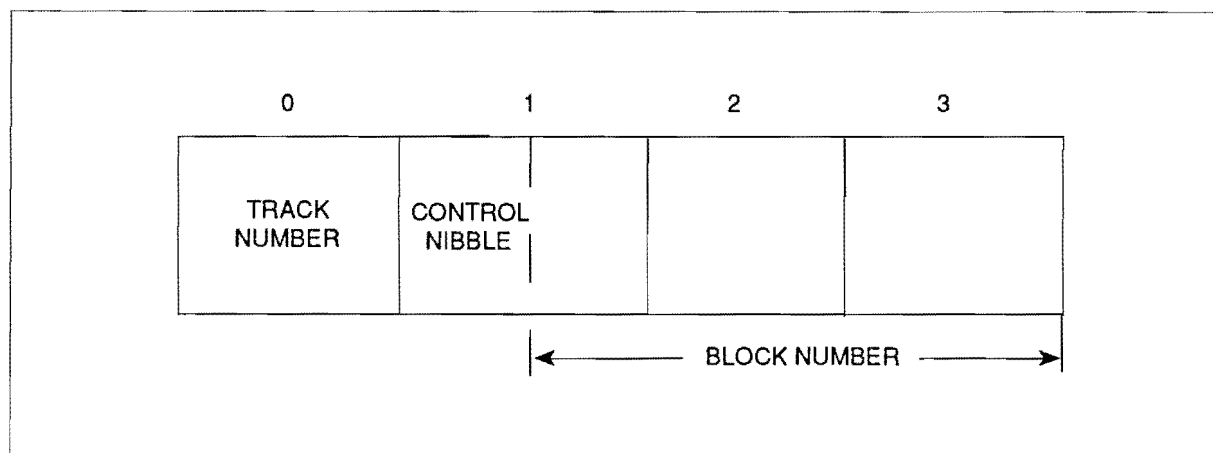 0 1 2 3
TRACK
NUMBER
CONTROL
NIBBLE
BLOCK NUMBER